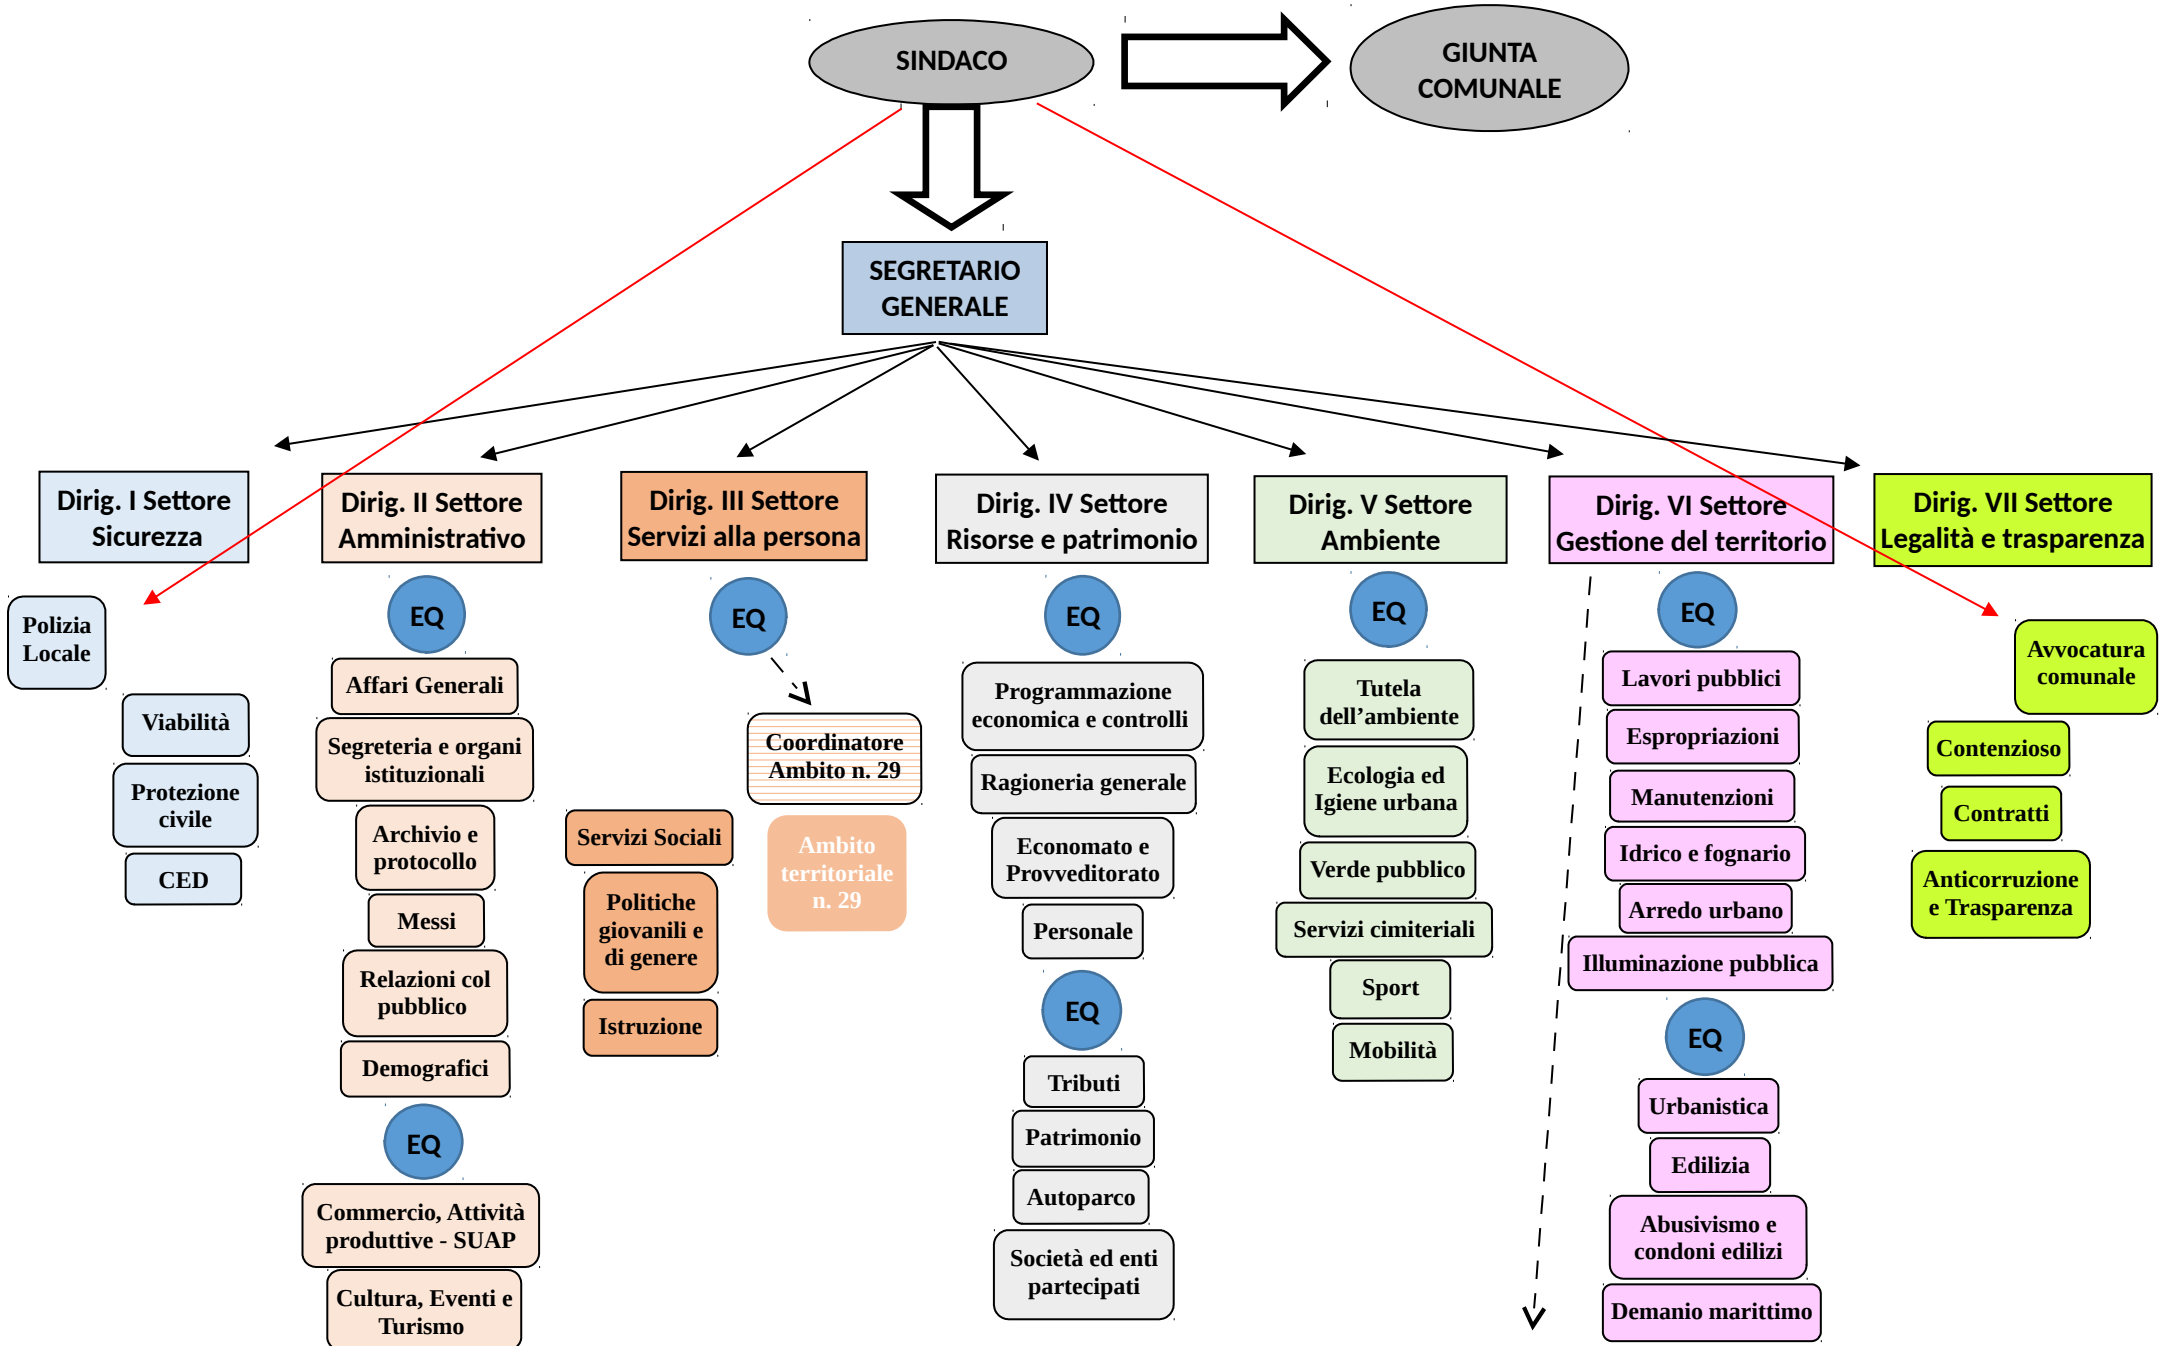 SINDACO
GIUNTA
COMUNALE
SEGRETARIO
GENERALE
Dirig. I Settore
Sicurezza
Polizia
Locale
Viabilità
Protezione
civile
CED
Dirig. II Settore
Amministrativo
EQ
Affari Generali
Segreteria e organi
istituzionali
Archivio e
protocollo
Messi
Relazioni col
pubblico
Demografici
EQ
Commercio, Attività
produttive - SUAP
Cultura, Eventi e
Turismo
Dirig. III Settore
Servizi alla persona
EQ
Coordinatore
Ambito n. 29
Ambito
territoriale
n. 29
Servizi Sociali
Politiche
giovanili e
di genere
Istruzione
Dirig. IV Settore
Risorse e patrimonio
EQ
Programmazione
economica e controlli
Ragioneria generale
Economato e
Provveditorato
Personale
EQ
Tributi
Patrimonio
Autoparco
Società ed enti
partecipati
Dirig. V Settore
Ambiente
EQ
Tutela
dell’ambiente
Ecologia ed
Igiene urbana
Verde pubblico
Servizi cimiteriali
Sport
Mobilità
Dirig. VI Settore
Gestione del territorio
EQ
Lavori pubblici
Espropriazioni
Manutenzioni
Idrico e fognario
Arredo urbano
Illuminazione pubblica
EQ
Urbanistica
Edilizia
Abusivismo e
condoni edilizi
Demanio marittimo
Dirig. VII Settore
Legalità e trasparenza
Avvocatura
comunale
Contenzioso
Contratti
Anticorruzione
e Trasparenza